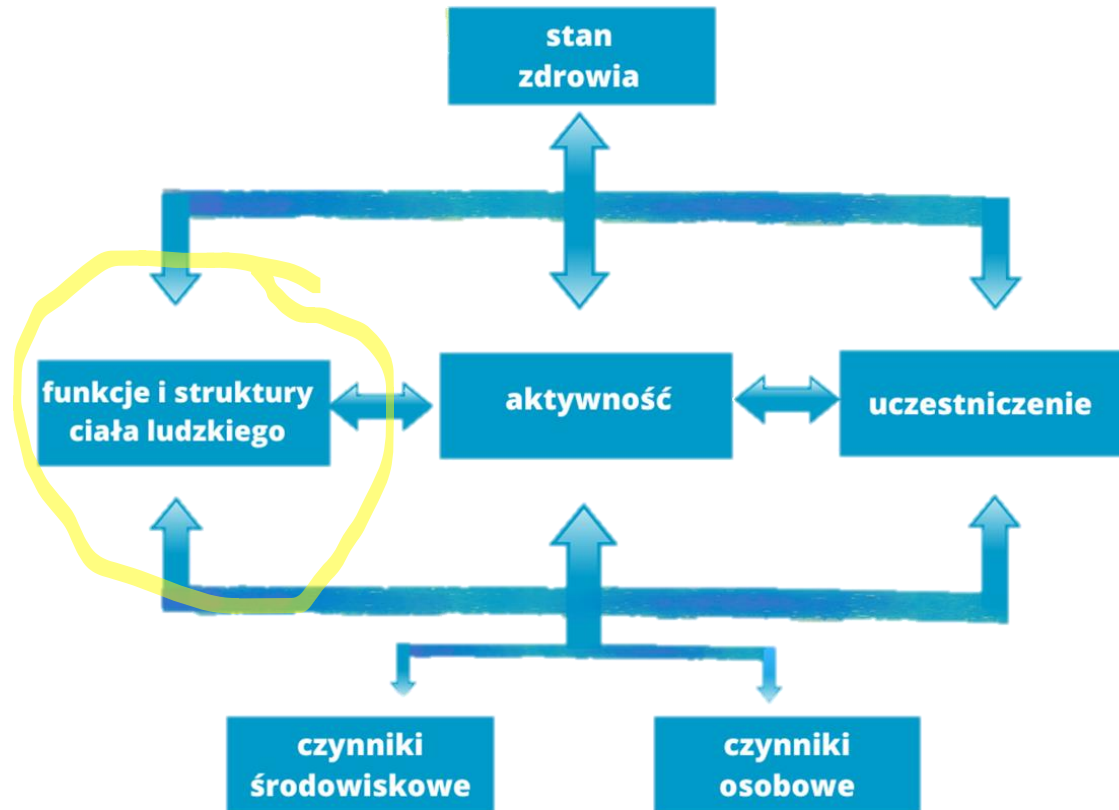 stan
zdrowia
funkcje i struktury
ciała ludzkiego
aktywność
uczestniczenie
czynniki
środowiskowe
czynniki
osobowe